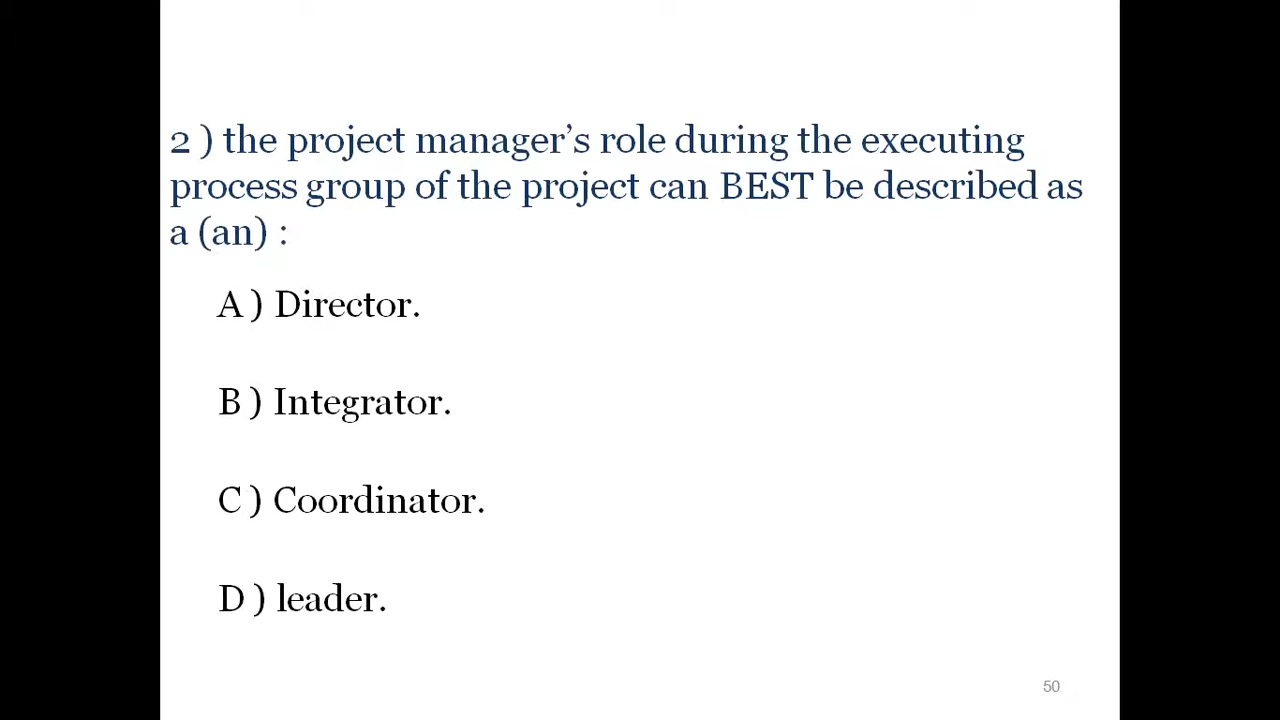 2 ) the project manager’s role during the executing
process group of the project can BEST be described as
a (an) :
A ) Director.
B ) Integrator.
C ) Coordinator.
D ) leader.
50